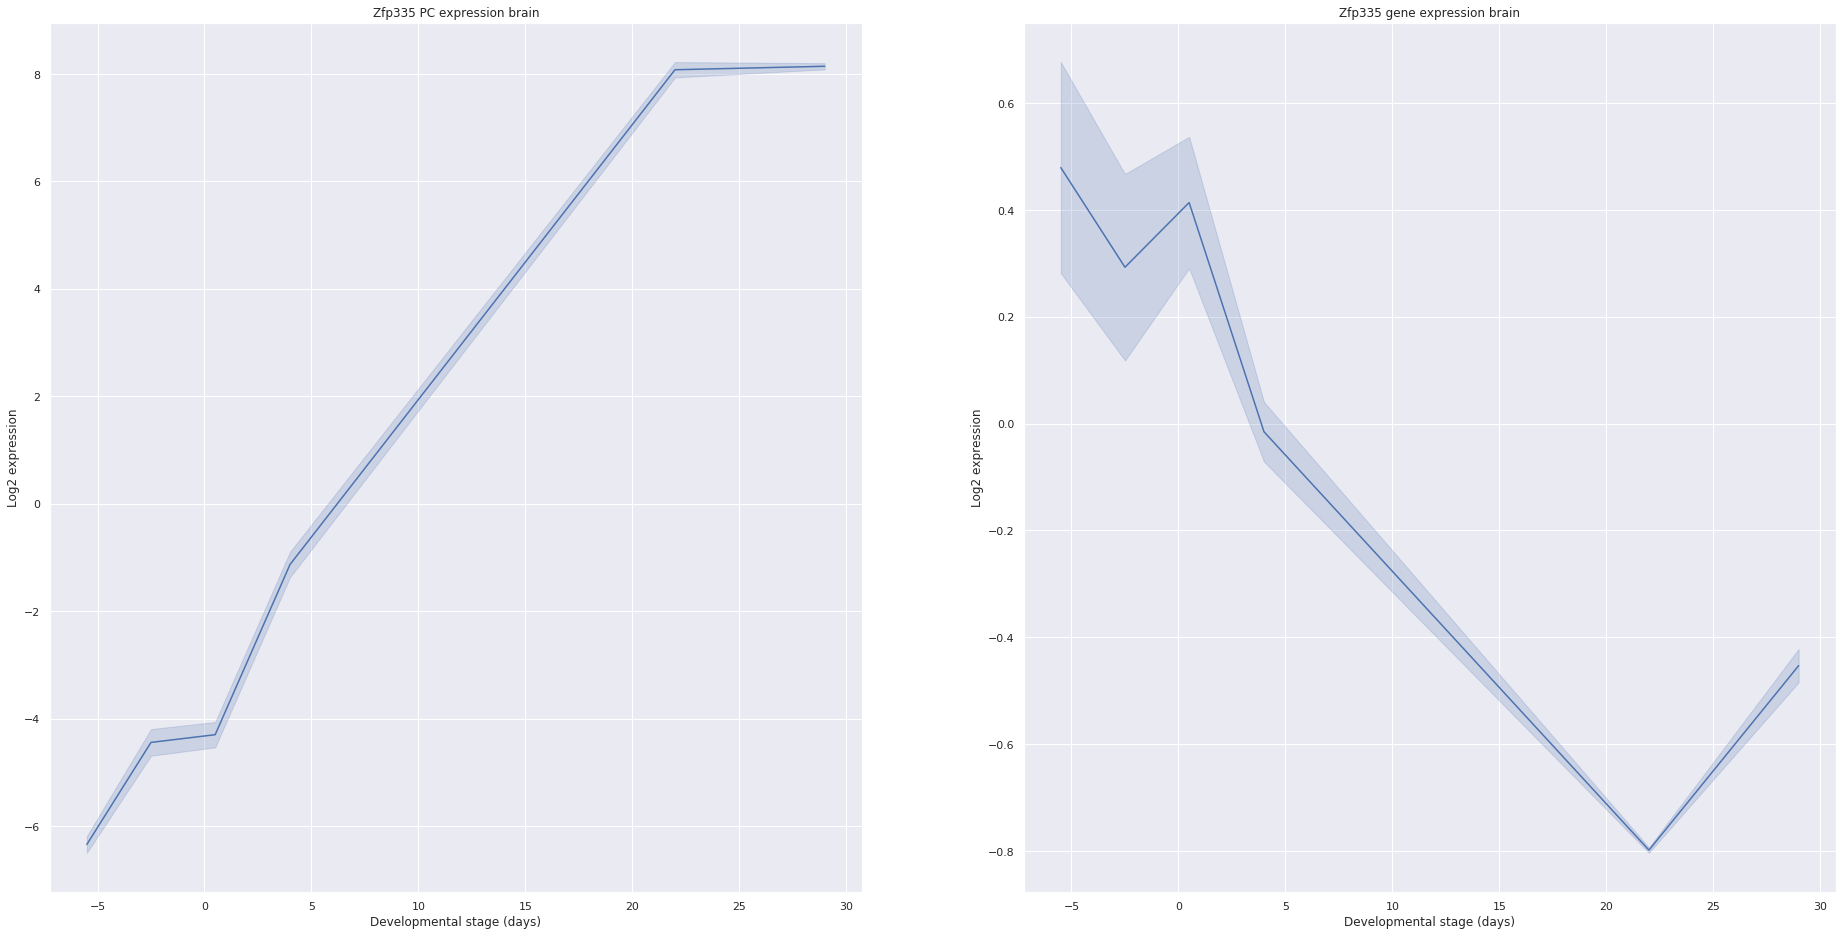 Zfp335 PC expression brain
Log2 expression
8
6
4
2
0
−2
−4
−6
−5 0 5 10 15 20 25 30
Developmental stage (days)
Zfp335 gene expression brain
Log2 expression
0.6
0.4
0.2
0.0
−0.2
−0.4
−0.6
−0.8
−5 0 5 10 15 20 25 30
Developmental stage (days)